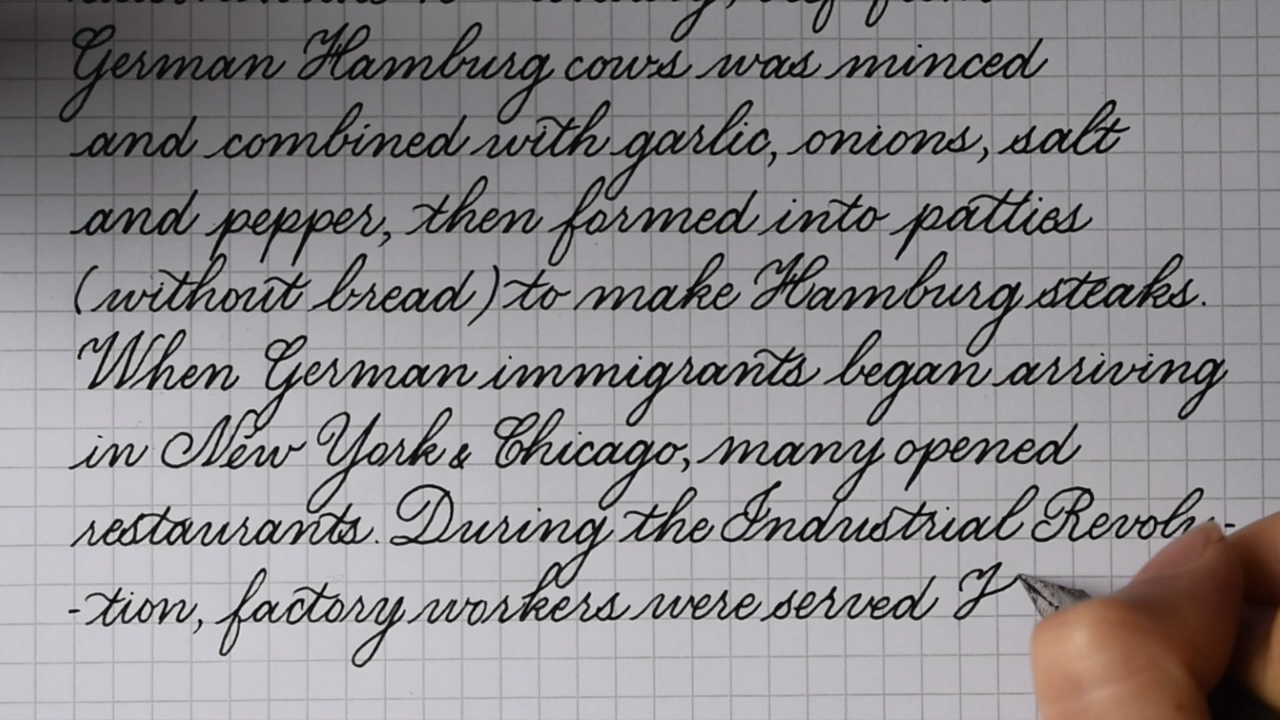 German Hamburg cows was minced
and combined with garlic, onions, salt
and pepper, then formed into patties
(without bread) to make Hamburg steaks.
When German immigrants began arriving
in New York & Chicago, many opened
restaurants. During the Industrial Revolu-
-tion, factory workers were served